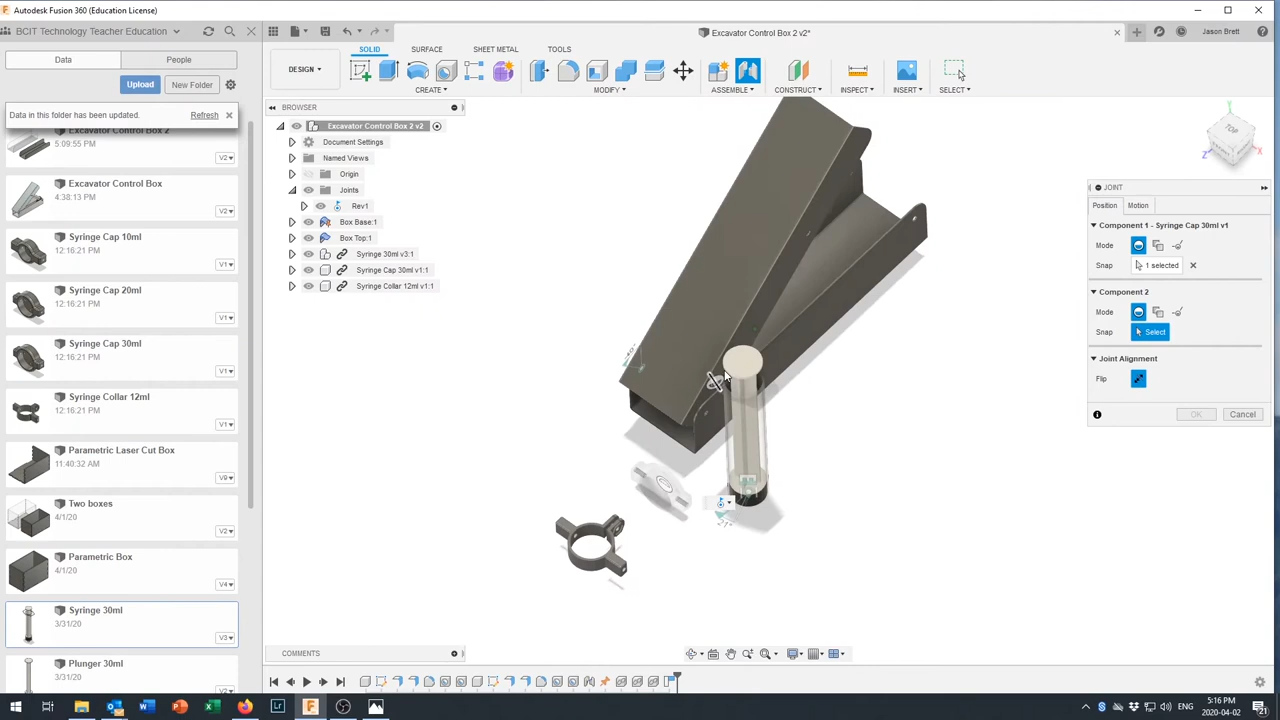 Autodesk Fusion 360 (Education License)
BCIT Technology Teacher Education
Excavator Control Box 2 v2*
Jason Brett
Data
People
SOLID
SURFACE
SHEET METAL
TOOLS
DESIGN
Upload
New Folder
CREATE
MODIFY
ASSEMBLE
CONSTRUCT
INSPECT
INSERT
SELECT
Data in this folder has been updated.
Refresh
BROWSER
Excavator Control Box 2
5:09:55 PM
V2
Excavator Control Box
4:38:13 PM
V2
Syringe Cap 10ml
12:16:21 PM
V1
Syringe Cap 20ml
12:16:21 PM
V1
Syringe Cap 30ml
12:16:21 PM
V1
Syringe Collar 12ml
12:16:21 PM
V1
Parametric Laser Cut Box
11:40:32 AM
V9
Two boxes
4/1/20
V2
Parametric Box
4/1/20
V4
Syringe 30ml
3/31/20
V3
Plunger 30ml
3/31/20
Excavator Control Box 2 v2
Document Settings
Named Views
Origin
Joints
Rev1
Box Base:1
Box Top:1
Syringe 30ml v3:1
Syringe Cap 30ml v1:1
Syringe Collar 12ml v1:1
TOP
X
Y
Z
JOINT
Position
Motion
Component 1 - Syringe Cap 30ml v1
Mode
Snap
1 selected
Component 2
Mode
Snap
Select
Joint Alignment
Flip
OK
Cancel
COMMENTS
ENG
5:16 PM
2020-04-02
21